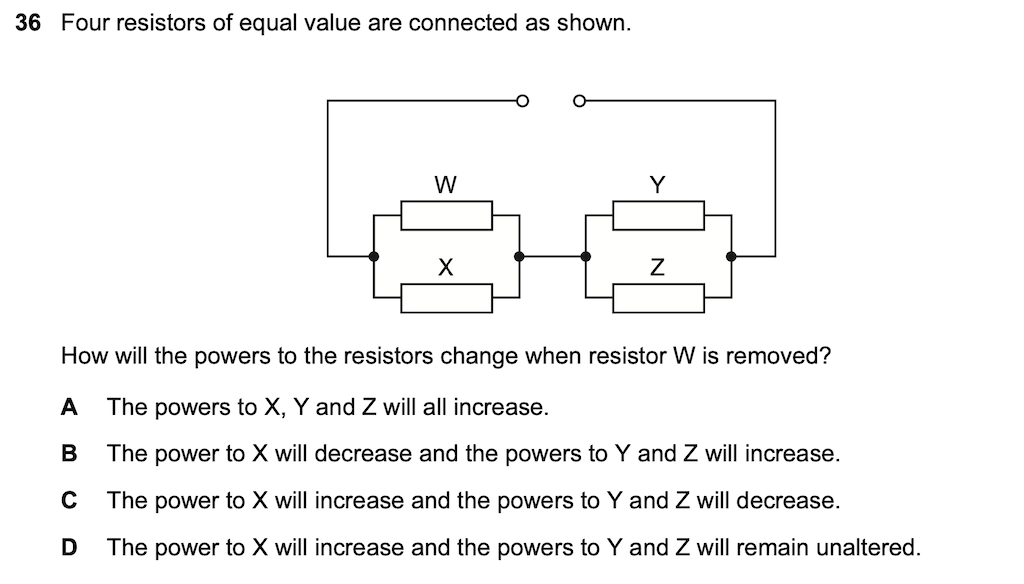 36 Four resistors of equal value are connected as shown.
W
Y
X
Z
How will the powers to the resistors change when resistor W is removed?
A The powers to X, Y and Z will all increase.
B The power to X will decrease and the powers to Y and Z will increase.
C The power to X will increase and the powers to Y and Z will decrease.
D The power to X will increase and the powers to Y and Z will remain unaltered.